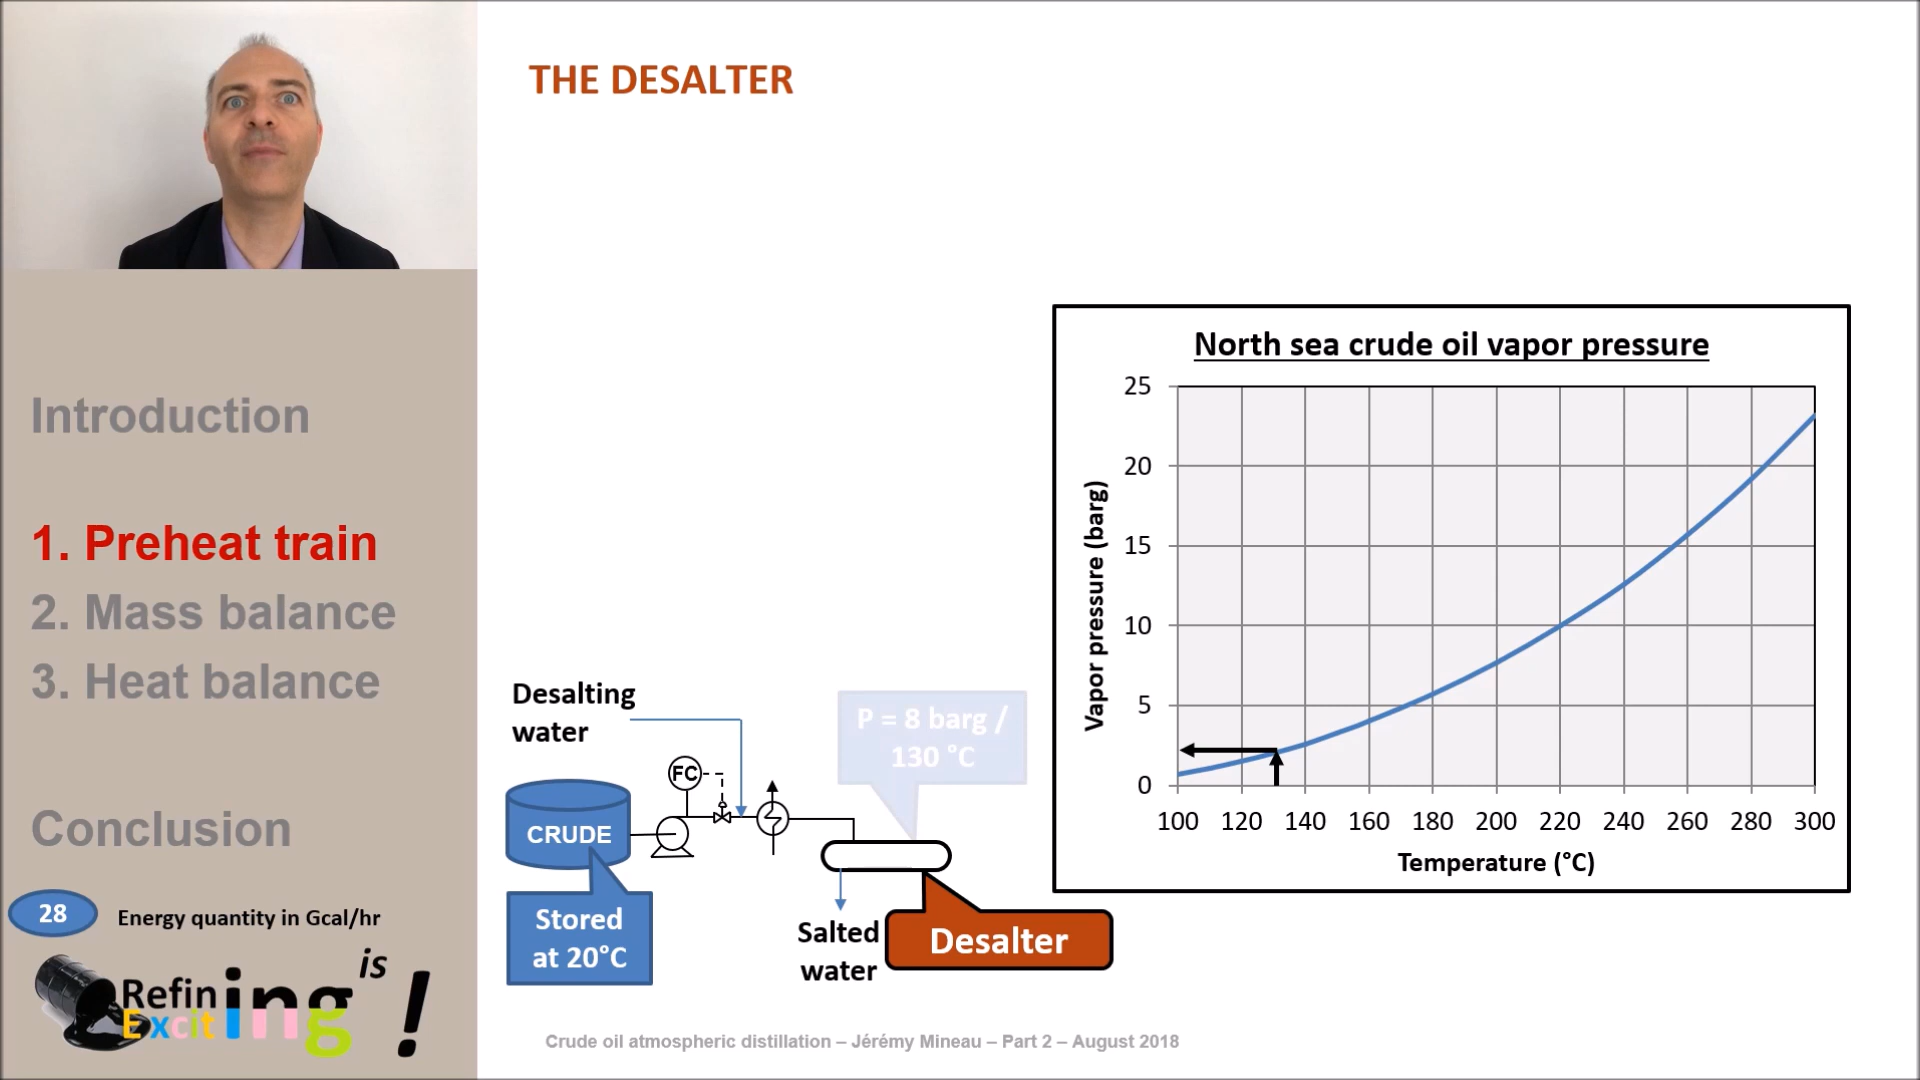 THE DESALTER
Introduction
1. Preheat train
2. Mass balance
3. Heat balance
Conclusion
28
Energy quantity in Gcal/hr
Refining
is
Exciting
!
Desalting
water
FC
CRUDE
Stored
at 20°C
P = 8 barg /
130 °C
Salted
water
Desalter
North sea crude oil vapor pressure
Vapor pressure (barg)
25
20
15
10
5
0
100 120 140 160 180 200 220 240 260 280 300
Temperature (°C)
Crude oil atmospheric distillation – Jérémy Mineau – Part 2 – August 2018